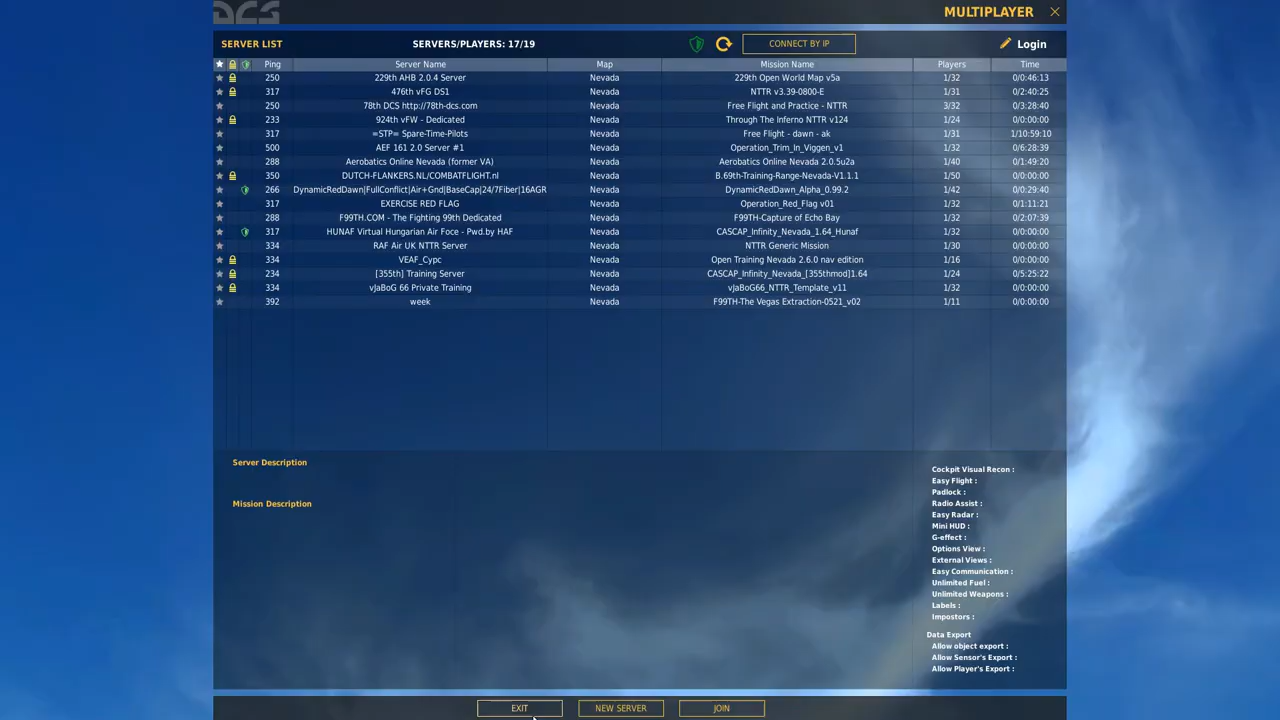 DCS
MULTIPLAYER
SERVER LIST SERVERS/PLAYERS: 17/19 CONNECT BY IP Login
Ping Server Name Map Mission Name Players Time
250 229th AHB 2.0.4 Server Nevada 229th Open World Map v5a 1/32 0/0:46:13
317 476th vFG DS1 Nevada NTTR v3.39-0800-E 1/31 0/2:40:25
250 78th DCS http://78th-dcs.com Nevada Free Flight and Practice - NTTR 3/32 0/3:28:40
233 924th vFW - Dedicated Nevada Through The Inferno NTTR v124 1/24 0/0:00:00
317 =STP= Spare-Time-Pilots Nevada Free Flight - dawn - ak 1/31 1/10:59:10
500 AEF 161 2.0 Server #1 Nevada Operation_Trim_In_Viggen_v1 1/32 0/6:28:39
288 Aerobatics Online Nevada (former VA) Nevada Aerobatics Online Nevada 2.0.5u2a 1/40 0/1:49:20
350 DUTCH-FLANKERS.NL/COMBATFLIGHT.nl Nevada B.69th-Training-Range-Nevada-V1.1.1 1/50 0/0:00:00
266 DynamicRedDawn|FullConflict|Air+Gnd|BaseCap|24/7Fiber|16AGR Nevada DynamicRedDawn_Alpha_0.99.2 1/42 0/0:29:40
317 EXERCISE RED FLAG Nevada Operation_Red_Flag v01 1/32 0/1:11:21
288 F99TH.COM - The Fighting 99th Dedicated Nevada F99TH-Capture of Echo Bay 1/32 0/2:07:39
317 HUNAF Virtual Hungarian Air Foce - Pwd.by HAF Nevada CASCAP_Infinity_Nevada_1.64_Hunaf 1/32 0/0:00:00
334 RAF Air UK NTTR Server Nevada NTTR Generic Mission 1/30 0/0:00:00
334 VEAF_Cypc Nevada Open Training Nevada 2.6.0 nav edition 1/16 0/0:00:00
234 [355th] Training Server Nevada CASCAP_Infinity_Nevada_[355thmod]1.64 1/24 0/5:25:22
334 vJaBoG 66 Private Training Nevada vJaBoG66_NTTR_Template_v11 1/32 0/0:00:00
392 week Nevada F99TH-The Vegas Extraction-0521_v02 1/11 0/0:00:00
Server Description
Mission Description
Cockpit Visual Recon :
Easy Flight :
Padlock :
Radio Assist :
Easy Radar :
Mini HUD :
G-effect :
Options View :
External Views :
Easy Communication :
Unlimited Fuel :
Unlimited Weapons :
Labels :
Impostors :
Data Export
Allow object export :
Allow Sensor's Export :
Allow Player's Export :
EXIT NEW SERVER JOIN